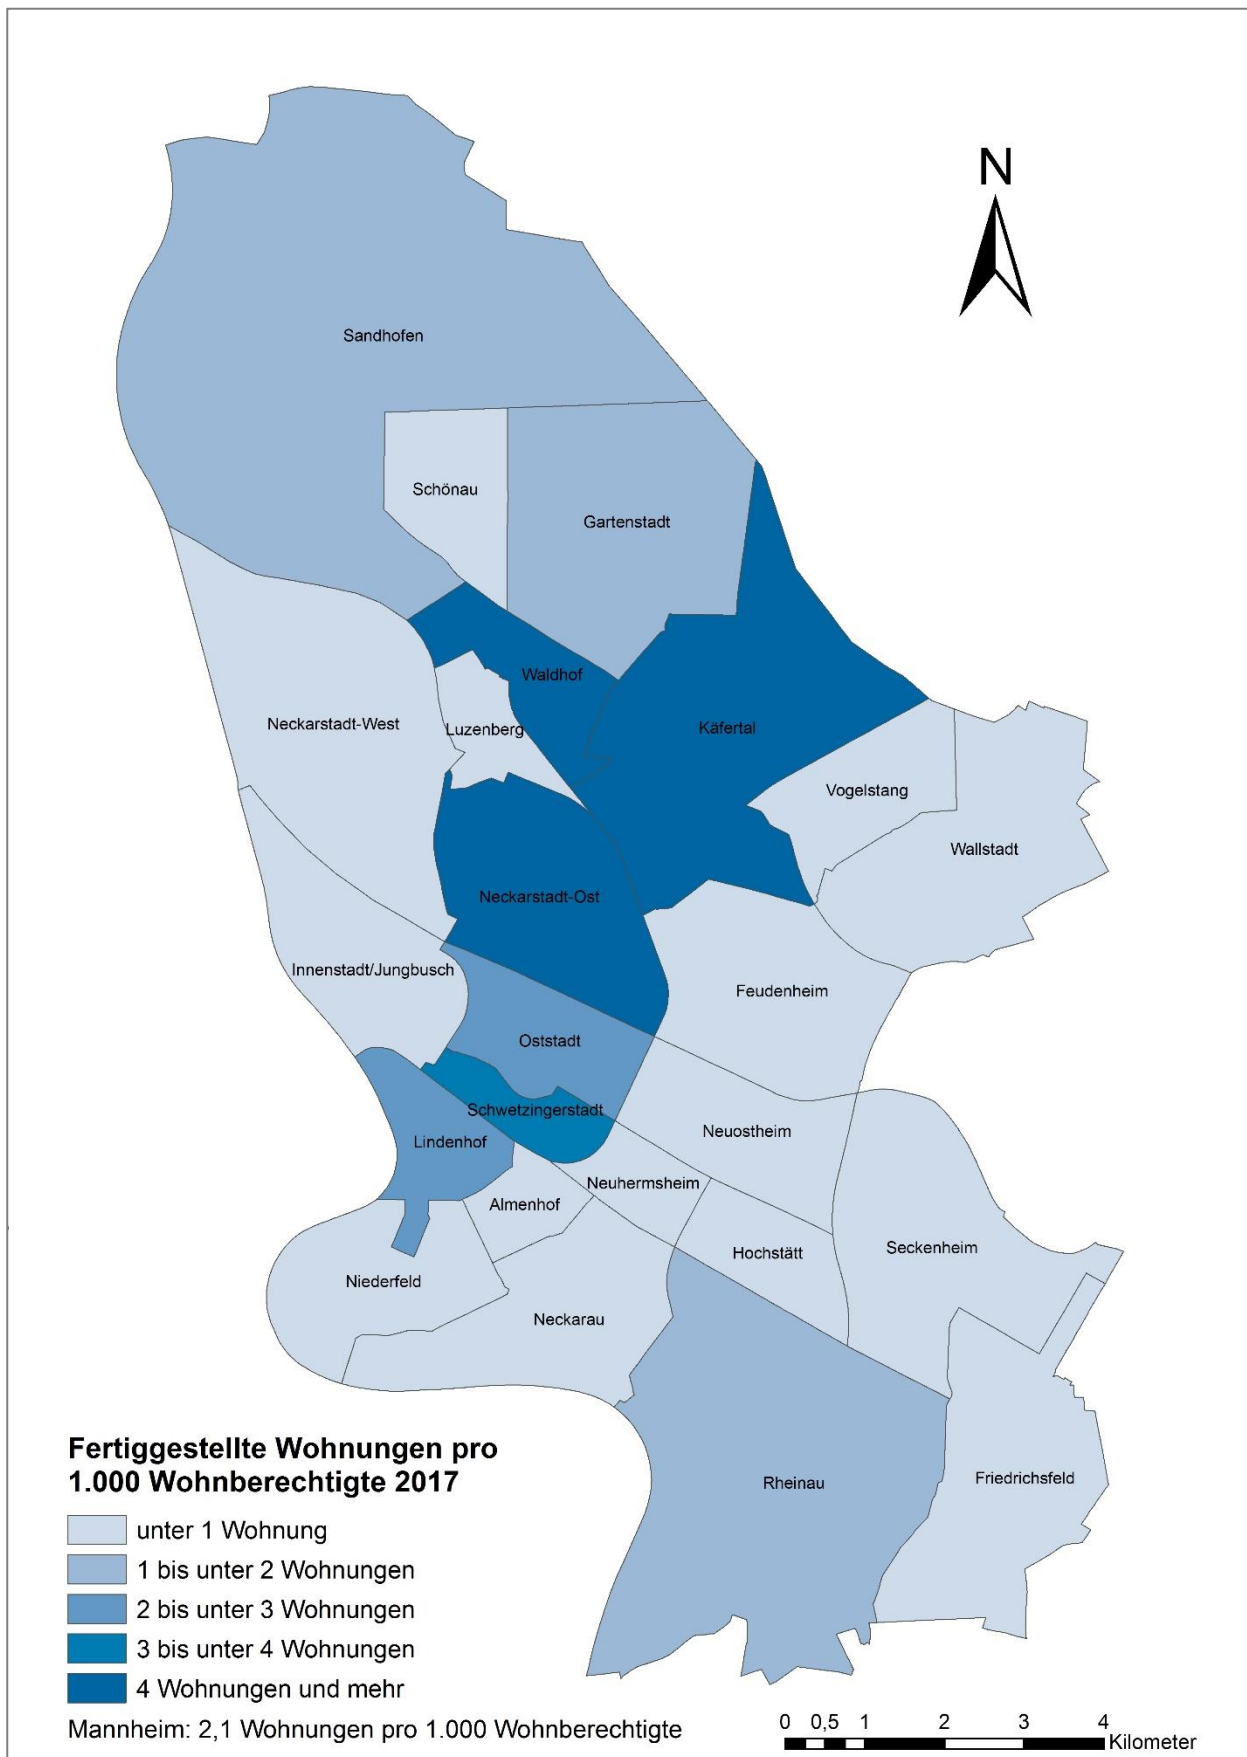 N
Sandhofen
Schönau
Gartenstadt
Waldhof
Neckarstadt-West
Luzenberg
Käfertal
Vogelstang
Wallstadt
Neckarstadt-Ost
Innenstadt/Jungbusch
Feudenheim
Oststadt
Schwetzingerstadt
Neuostheim
Lindenhof
Neuhermsheim
Almenhof
Hochstätt
Seckenheim
Niederfeld
Neckarau
Rheinau
Friedrichsfeld
Fertiggestellte Wohnungen pro
1.000 Wohnberechtigte 2017
unter 1 Wohnung
1 bis unter 2 Wohnungen
2 bis unter 3 Wohnungen
3 bis unter 4 Wohnungen
4 Wohnungen und mehr
Mannheim: 2,1 Wohnungen pro 1.000 Wohnberechtigte
0 0,5 1 2 3 4
Kilometer